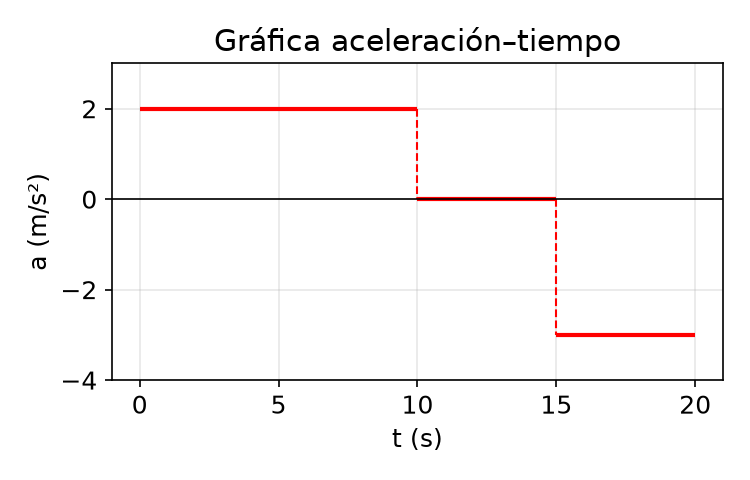 Gráfica aceleración–tiempo
a (m/s²)
2
0
−2
−4
0 5 10 15 20
t (s)